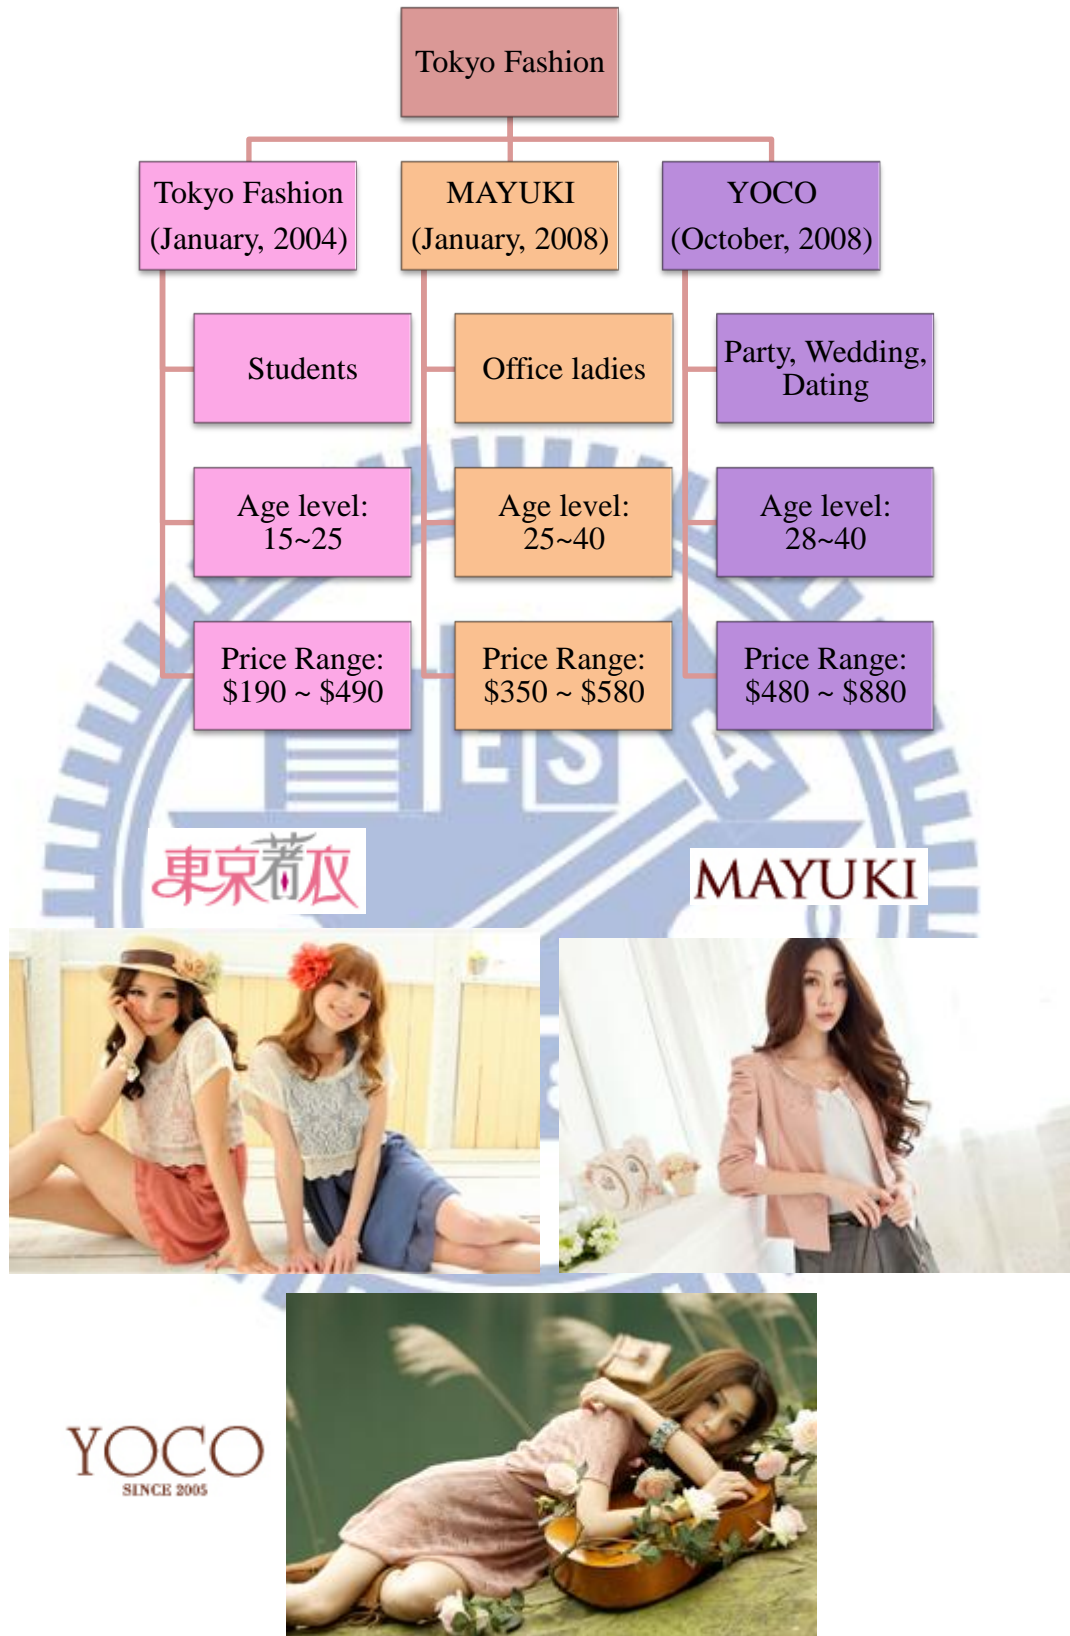 Tokyo Fashion
Tokyo Fashion
(January, 2004)
MAYUKI
(January, 2008)
YOCO
(October, 2008)
Students
Office ladies
Party, Wedding,
Dating
Age level:
15~25
Age level:
25~40
Age level:
28~40
Price Range:
$190 ~ $490
Price Range:
$350 ~ $580
Price Range:
$480 ~ $880
E S A
東京著衣
MAYUKI
YOCO
SINCE 2005